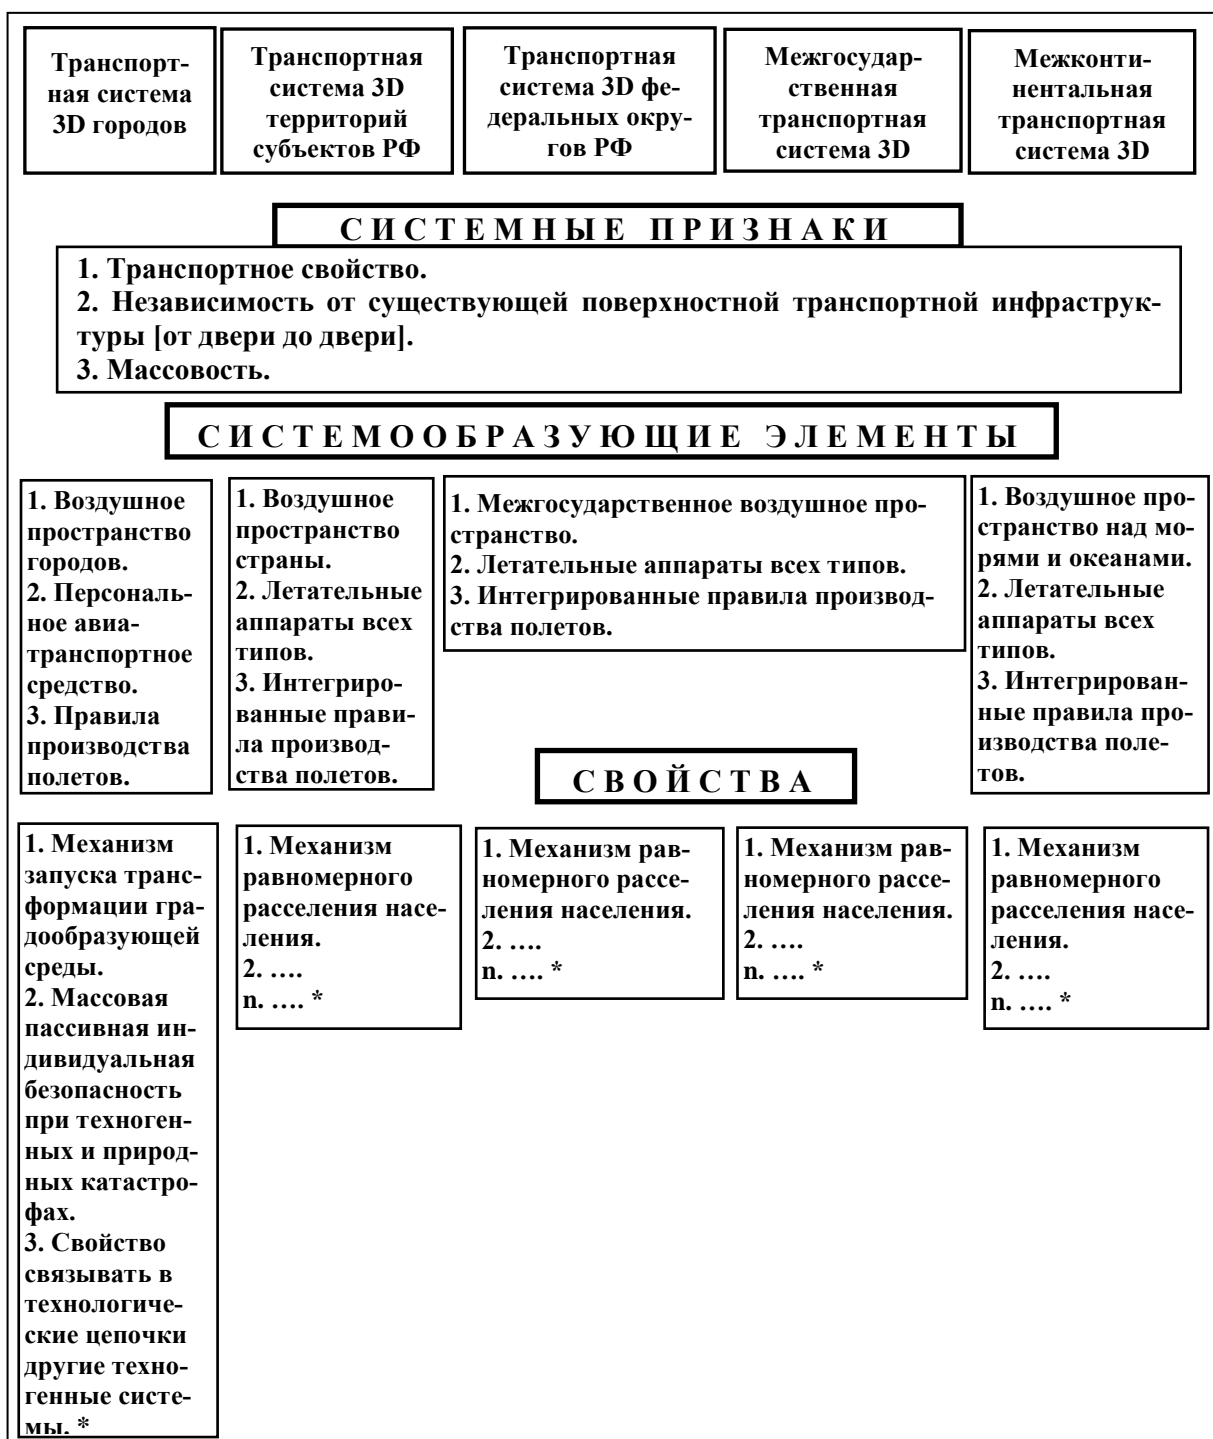 Транспорт-
ная система
3D городов
Транспортная
система 3D
территорий
субъектов РФ
Транспортная
система 3D фе-
деральных окру-
гов РФ
Межгосудар-
ственная
транспортная
система 3D
Межконти-
нентальная
транспортная
система 3D
СИСТЕМНЫЕ ПРИЗНАКИ
1. Транспортное свойство.
2. Независимость от существующей поверхностной транспортной инфраструк-
туры [от двери до двери].
3. Массовость.
СИСТЕМООБРАЗУЮЩИЕ ЭЛЕМЕНТЫ
1. Воздушное
пространство
городов.
2. Персональ-
ное авиа-
транспортное
средство.
3. Правила
производства
полетов.
1. Воздушное
пространство
страны.
2. Летательные
аппараты всех
типов.
3. Интегриро-
ванные прави-
ла производ-
ства полетов.
1. Межгосударственное воздушное про-
странство.
2. Летательные аппараты всех типов.
3. Интегрированные правила производ-
ства полетов.
1. Воздушное про-
странство над мо-
рями и океанами.
2. Летательные
аппараты всех
типов.
3. Интегрирован-
ные правила про-
изводства поле-
тов.
СВОЙСТВА
1. Механизм
запуска транс-
формации гра-
дообразующей
среды.
2. Массовая
пассивная ин-
дивидуальная
безопасность
при техноген-
ных и природ-
ных катастро-
фах.
3. Свойство
связывать в
технологиче-
ские цепочки
другие техно-
генные систе-
мы. *
1. Механизм
равномерного
расселения насе-
ления.
2. ….
n. …. *
1. Механизм рав-
номерного рассе-
ления населения.
2. ….
n. …. *
1. Механизм рав-
номерного рассе-
ления населения.
2. ….
n. …. *
1. Механизм
равномерного
расселения насе-
ления.
2. ….
n. …. *